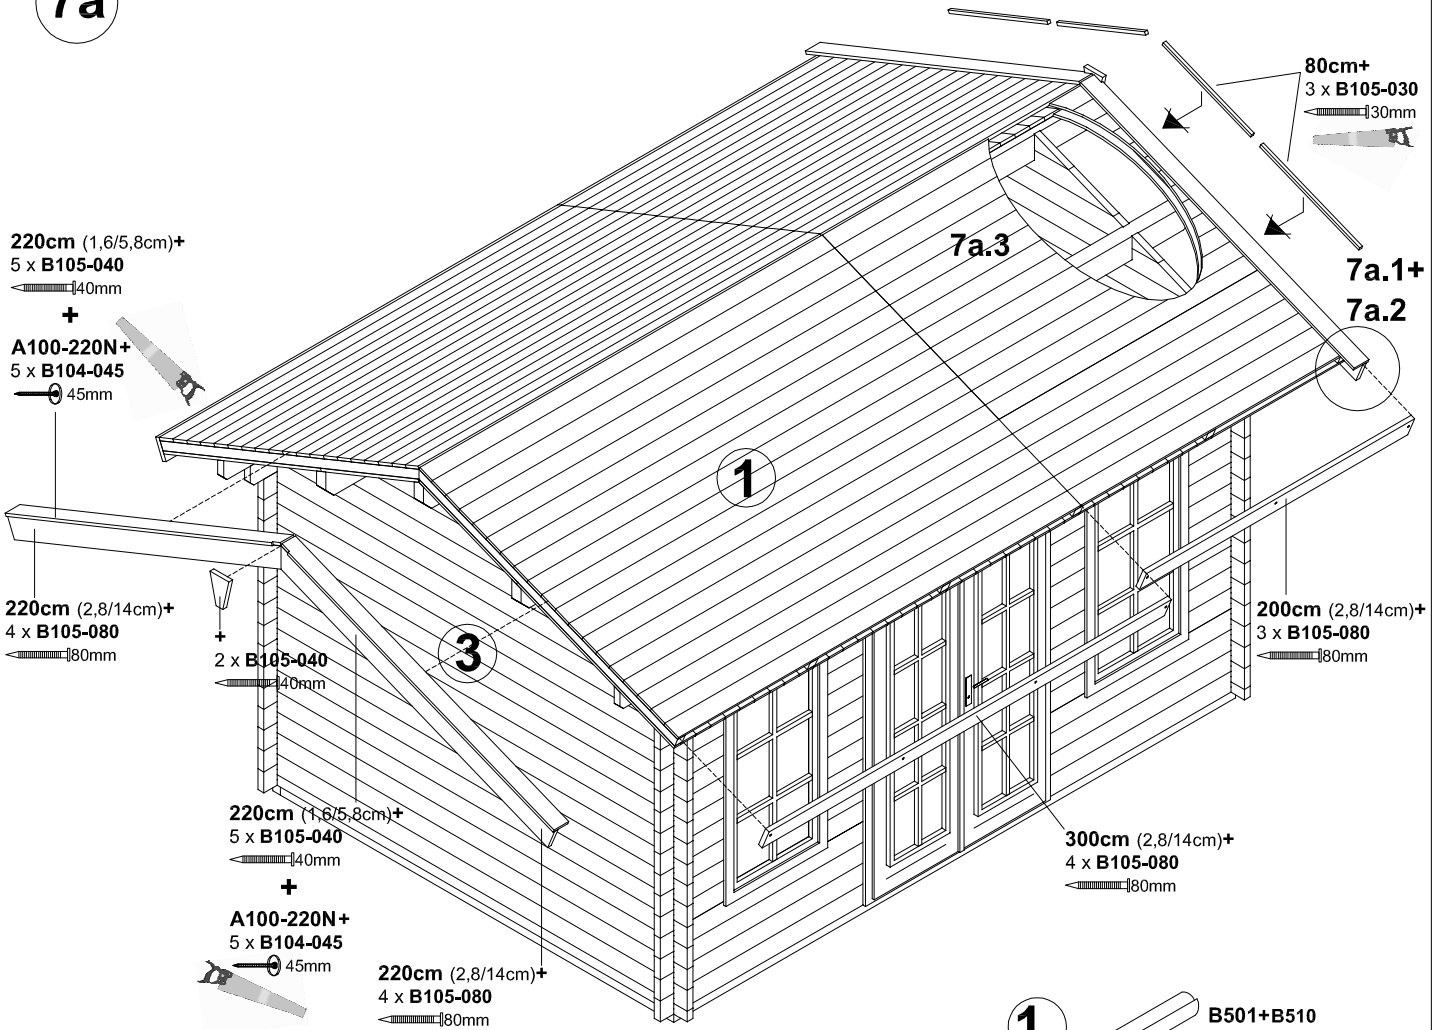 7a
80cm+
3 x B105-030
30mm
7a.3
7a.1+
7a.2
220cm (1,6/5,8cm)+
5 x B105-040
40mm
+
A100-220N+
5 x B104-045
45mm
1
220cm (2,8/14cm)+
4 x B105-080
80mm
+
2 x B105-040
40mm
3
200cm (2,8/14cm)+
3 x B105-080
80mm
220cm (1,6/5,8cm)+
5 x B105-040
40mm
+
A100-220N+
5 x B104-045
45mm
300cm (2,8/14cm)+
4 x B105-080
80mm
220cm (2,8/14cm)+
4 x B105-080
80mm
1
B501+B510